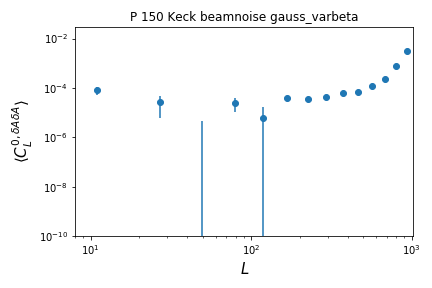 P 150 Keck beamnoise gauss_varbeta
10⁻²
10⁻⁴
10⁻⁶
10⁻⁸
10⁻¹⁰
⟨C_L^{0,δAδA}⟩
10¹ 10² 10³
L